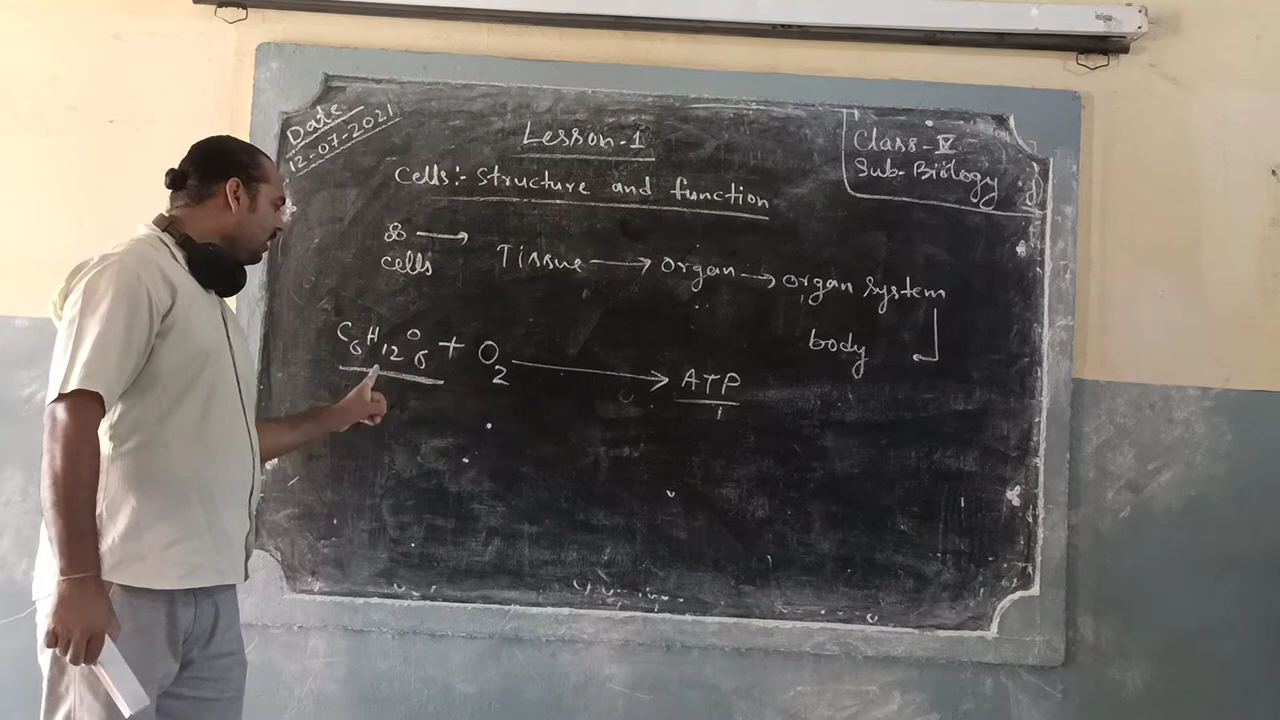 Date
12-07-2021
Lesson-1
Class-IX
Sub-Biology
Cells:- Structure and function
cells → Tissue → organ → organ system
body
C6H12O6 + O2 → ATP